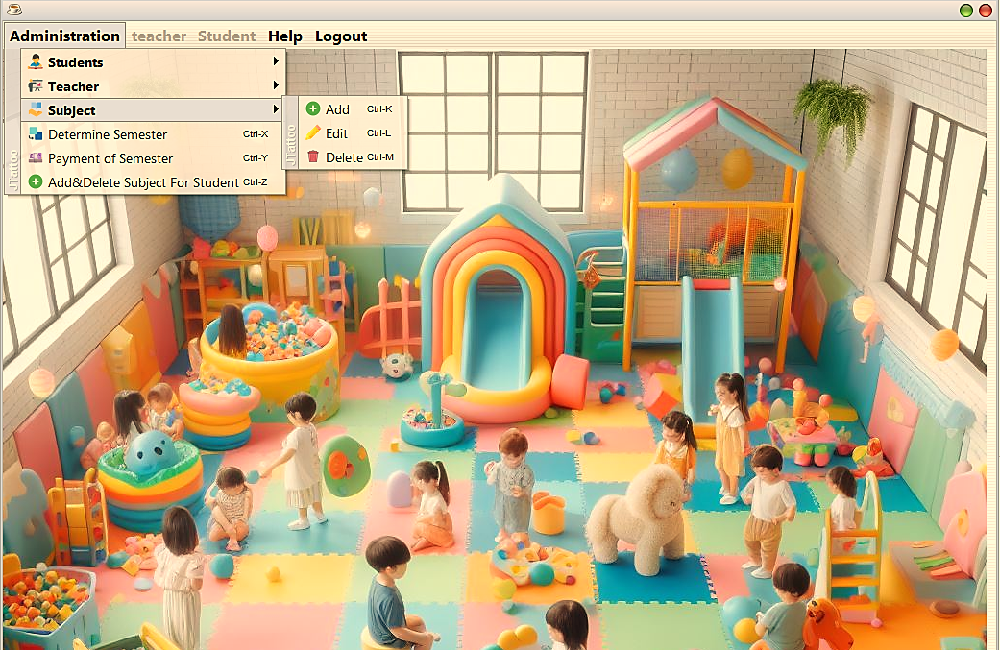 Administration teacher Student Help Logout
Students
Teacher
Subject
Determine Semester Ctrl-X
Payment of Semester Ctrl-Y
Add&Delete Subject For Student Ctrl-Z
JTattoo
Add Ctrl-K
Edit Ctrl-L
Delete Ctrl-M
JTattoo